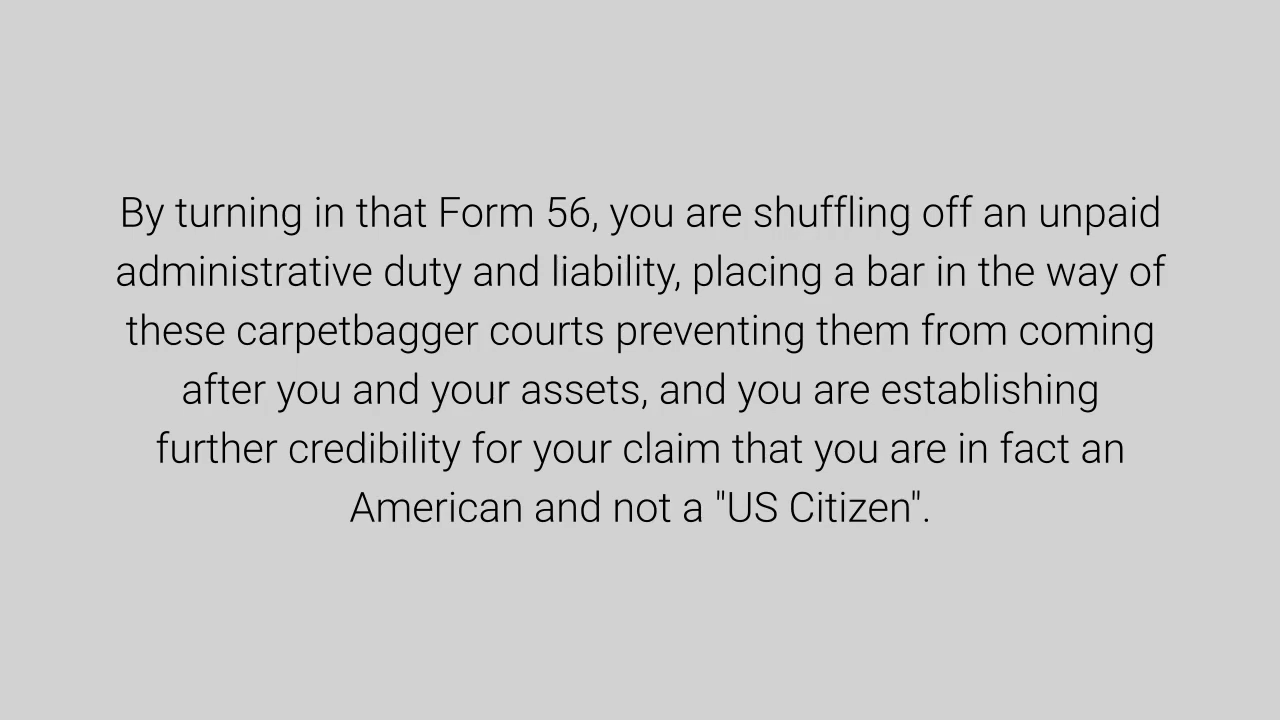 By turning in that Form 56, you are shuffling off an unpaid
administrative duty and liability, placing a bar in the way of
these carpetbagger courts preventing them from coming
after you and your assets, and you are establishing
further credibility for your claim that you are in fact an
American and not a "US Citizen".